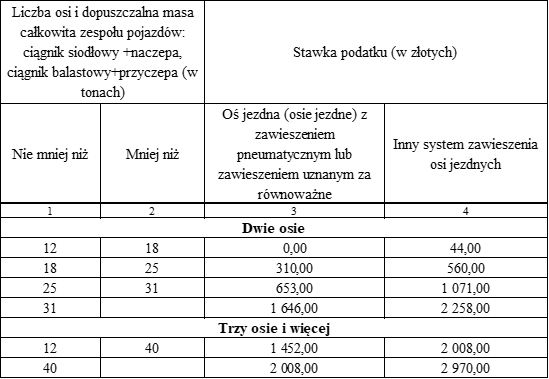 Liczba osi i dopuszczalna masa
całkowita zespołu pojazdów:
ciągnik siodłowy +naczepa,
ciągnik balastowy+przyczepa (w
tonach)
Stawka podatku (w złotych)
Nie mniej niż
Mniej niż
Oś jezdna (osie jezdne) z
zawieszeniem
pneumatycznym lub
zawieszeniem uznanym za
równoważne
Inny system zawieszenia
osi jezdnych
1 2 3 4
Dwie osie
12 18 0,00 44,00
18 25 310,00 560,00
25 31 653,00 1 071,00
31 1 646,00 2 258,00
Trzy osie i więcej
12 40 1 452,00 2 008,00
40 2 008,00 2 970,00